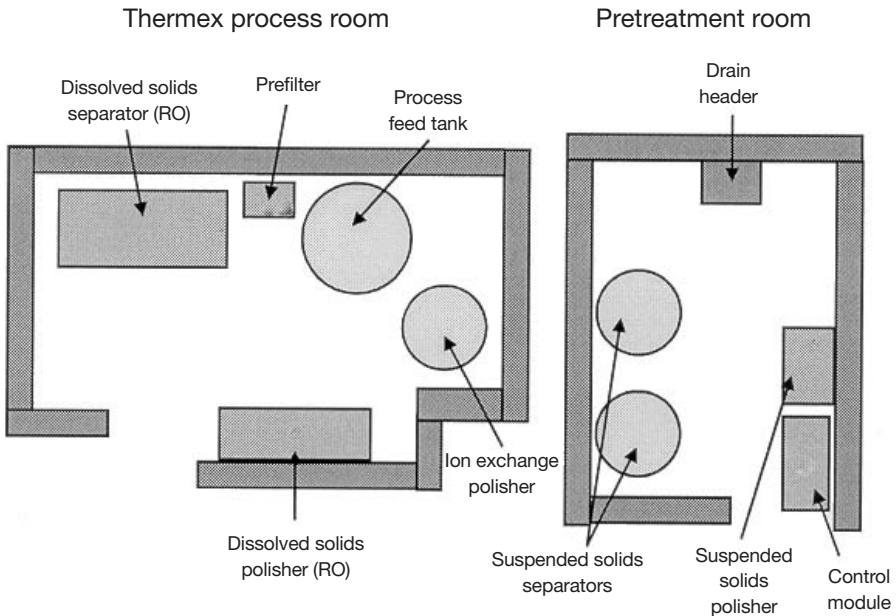 Thermex process room
Pretreatment room
Dissolved solids
separator (RO)
Prefilter
Process
feed tank
Drain
header
Ion exchange
polisher
Dissolved solids
polisher (RO)
Suspended solids
separators
Suspended
solids
polisher
Control
module